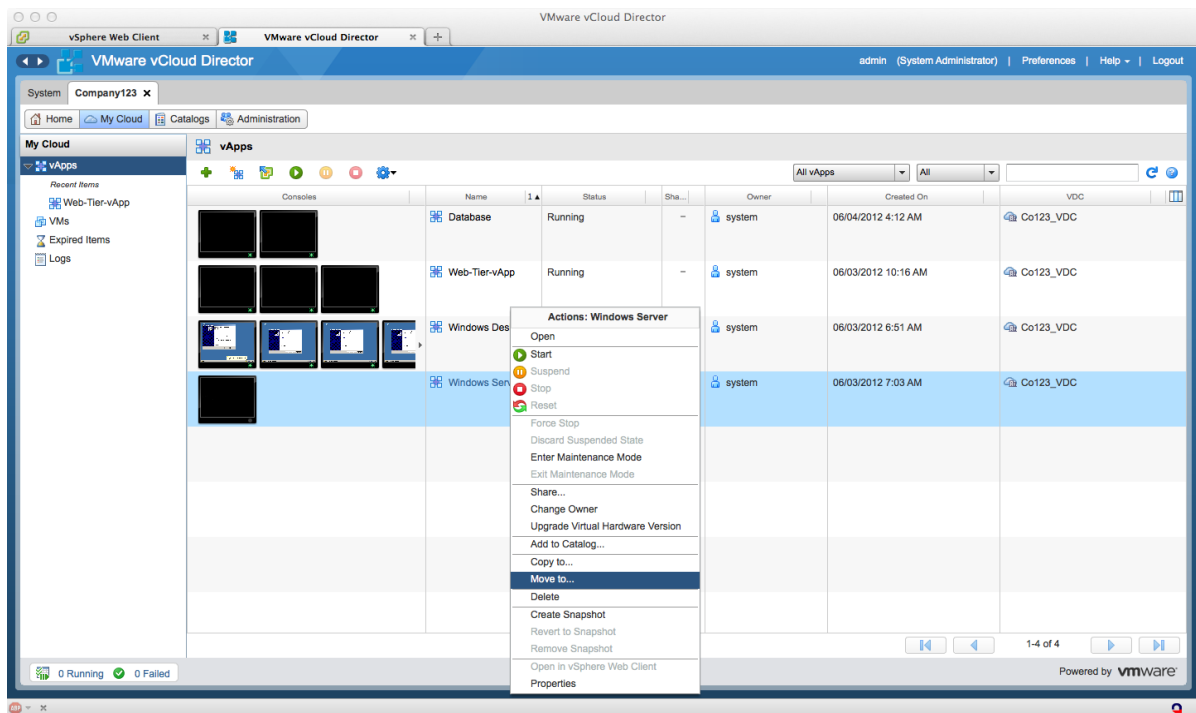 VMware vCloud Director
vSphere Web Client
VMware vCloud Director
VMware vCloud Director
admin (System Administrator) | Preferences | Help | Logout
System Company123
Home My Cloud Catalogs Administration
My Cloud
vApps
vApps
Recent Items
Web-Tier-vApp
VMs
Expired Items
Logs
All vApps All
Consoles Name 1 Status Sha... Owner Created On VDC
Database Running - system 06/04/2012 4:12 AM Co123_VDC
Web-Tier-vApp Running - system 06/03/2012 10:16 AM Co123_VDC
Windows Des system 06/03/2012 6:51 AM Co123_VDC
Windows Serv system 06/03/2012 7:03 AM Co123_VDC
Actions: Windows Server
Open
Start
Suspend
Stop
Reset
Force Stop
Discard Suspended State
Enter Maintenance Mode
Exit Maintenance Mode
Share...
Change Owner
Upgrade Virtual Hardware Version
Add to Catalog...
Copy to...
Move to...
Delete
Create Snapshot
Revert to Snapshot
Remove Snapshot
Open in vSphere Web Client
Properties
1-4 of 4
0 Running 0 Failed
Powered by vmware
ABP